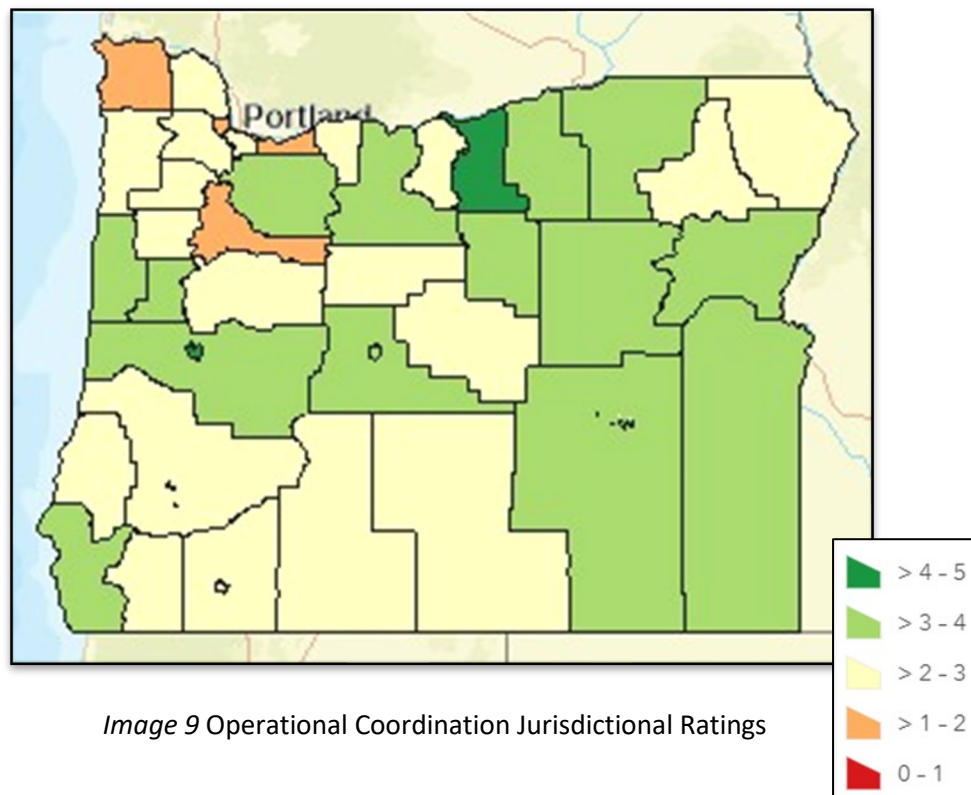 Portland
> 4 - 5
> 3 - 4
> 2 - 3
> 1 - 2
0 - 1
Image 9 Operational Coordination Jurisdictional Ratings